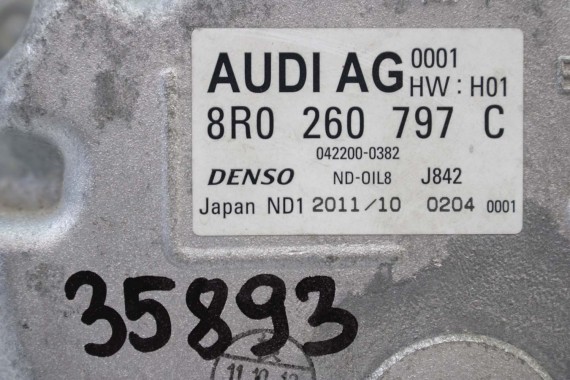 AUDI AG 0001
HW : H01
8R0 260 797 C
042200-0382
DENSO ND-OIL8 J842
Japan ND1 2011/10 0204 0001
35893